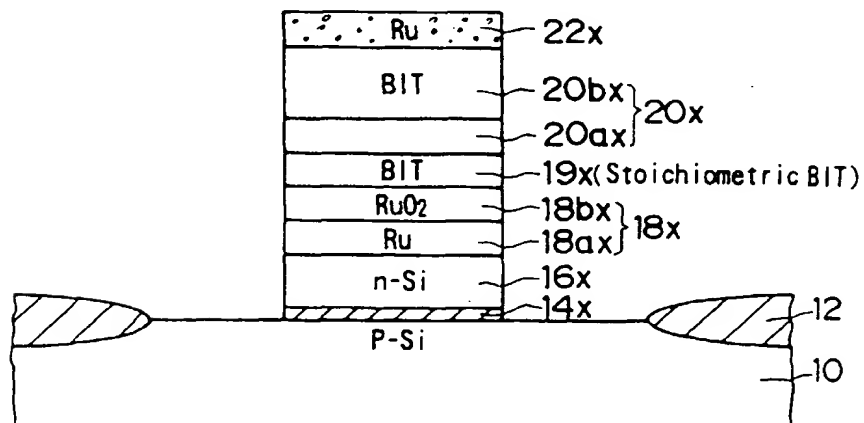 Ru 22x
BIT 20bx
20x
20ax
BIT 19x(Stoichiometric BIT)
RuO2 18bx
18x
Ru 18ax
n-Si 16x
14x
12
P-Si
10